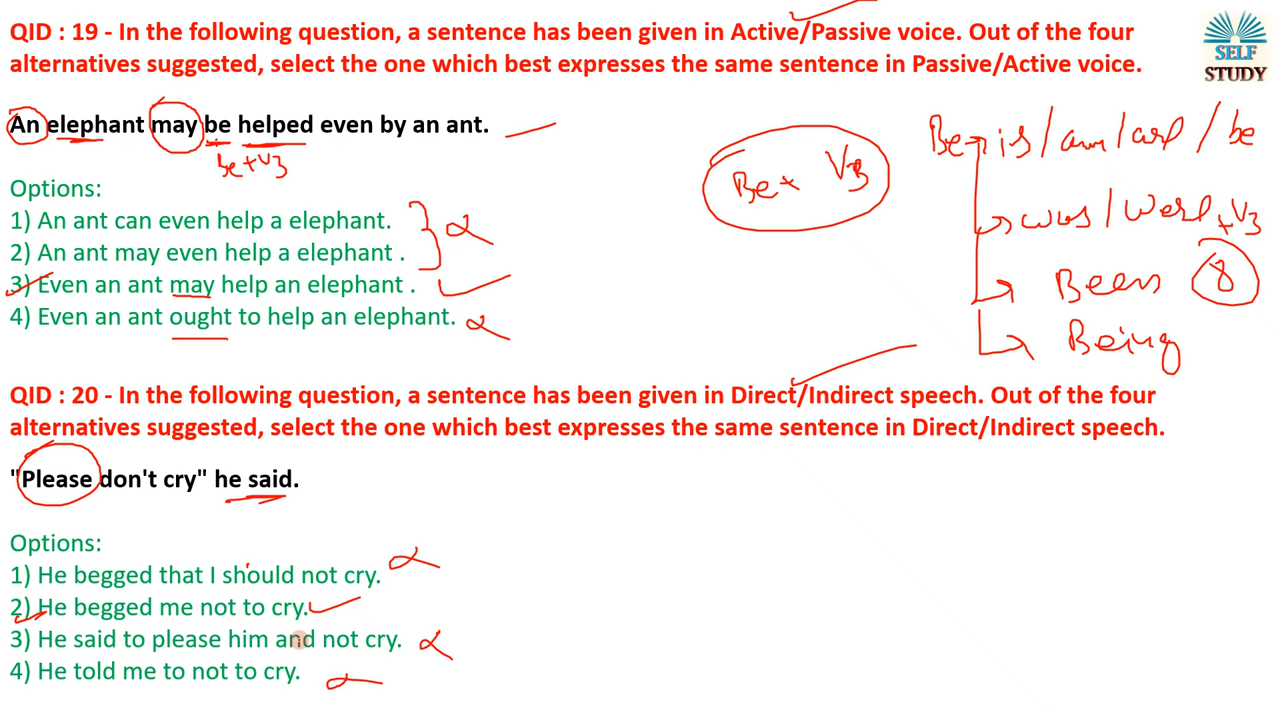 QID : 19 - In the following question, a sentence has been given in Active/Passive voice. Out of the four
alternatives suggested, select the one which best expresses the same sentence in Passive/Active voice.
SELF
STUDY
An elephant may be helped even by an ant.
be+V3
Be+ V3
Be→is/am/are/be
→was/were+V3
→Been 8
→Being
Options:
1) An ant can even help a elephant.
2) An ant may even help a elephant .
3) Even an ant may help an elephant .
4) Even an ant ought to help an elephant.
QID : 20 - In the following question, a sentence has been given in Direct/Indirect speech. Out of the four
alternatives suggested, select the one which best expresses the same sentence in Direct/Indirect speech.
"Please don't cry" he said.
Options:
1) He begged that I should not cry.
2) He begged me not to cry.
3) He said to please him and not cry.
4) He told me to not to cry.